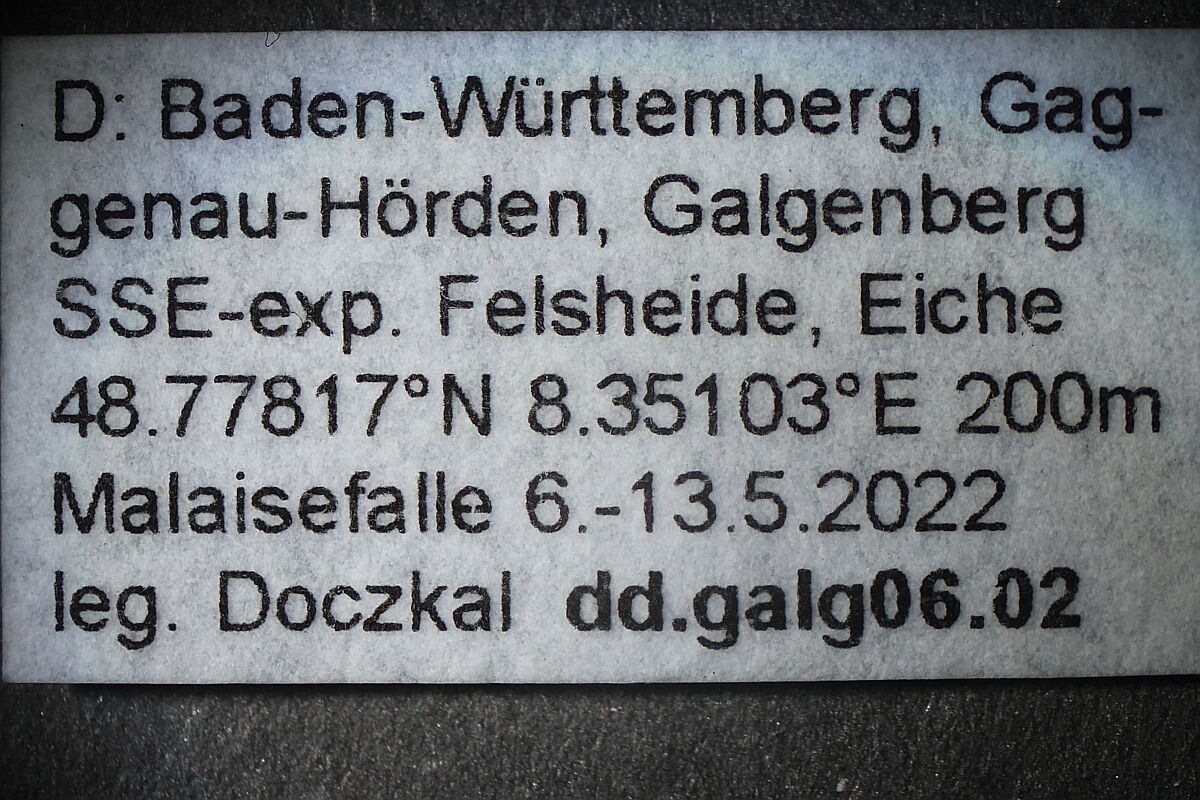 D: Baden-Württemberg, Gag-
genau-Hörden, Galgenberg
SSE-exp. Felsheide, Eiche
48.77817°N 8.35103°E 200m
Malaisefalle 6.-13.5.2022
leg. Doczkal dd.galg06.02